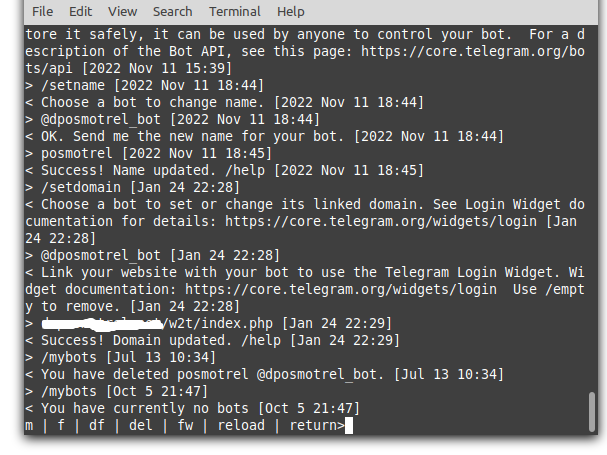 File Edit View Search Terminal Help
tore it safely, it can be used by anyone to control your bot.  For a d
escription of the Bot API, see this page: https://core.telegram.org/bo
ts/api [2022 Nov 11 15:39]
> /setname [2022 Nov 11 18:44]
< Choose a bot to change name. [2022 Nov 11 18:44]
> @dposmotrel_bot [2022 Nov 11 18:44]
< OK. Send me the new name for your bot. [2022 Nov 11 18:44]
> posmotrel [2022 Nov 11 18:45]
< Success! Name updated. /help [2022 Nov 11 18:45]
> /setdomain [Jan 24 22:28]
< Choose a bot to set or change its linked domain. See Login Widget do
cumentation for details: https://core.telegram.org/widgets/login [Jan 
24 22:28]
> @dposmotrel_bot [Jan 24 22:28]
< Link your website with your bot to use the Telegram Login Widget. Wi
dget documentation: https://core.telegram.org/widgets/login  Use /empt
y to remove. [Jan 24 22:28]
> /w2t/index.php [Jan 24 22:29]
< Success! Domain updated. /help [Jan 24 22:29]
> /mybots [Jul 13 10:34]
< You have deleted posmotrel @dposmotrel_bot. [Jul 13 10:34]
> /mybots [Oct 5 21:47]
< You have currently no bots [Oct 5 21:47]
m | f | df | del | fw | reload | return>